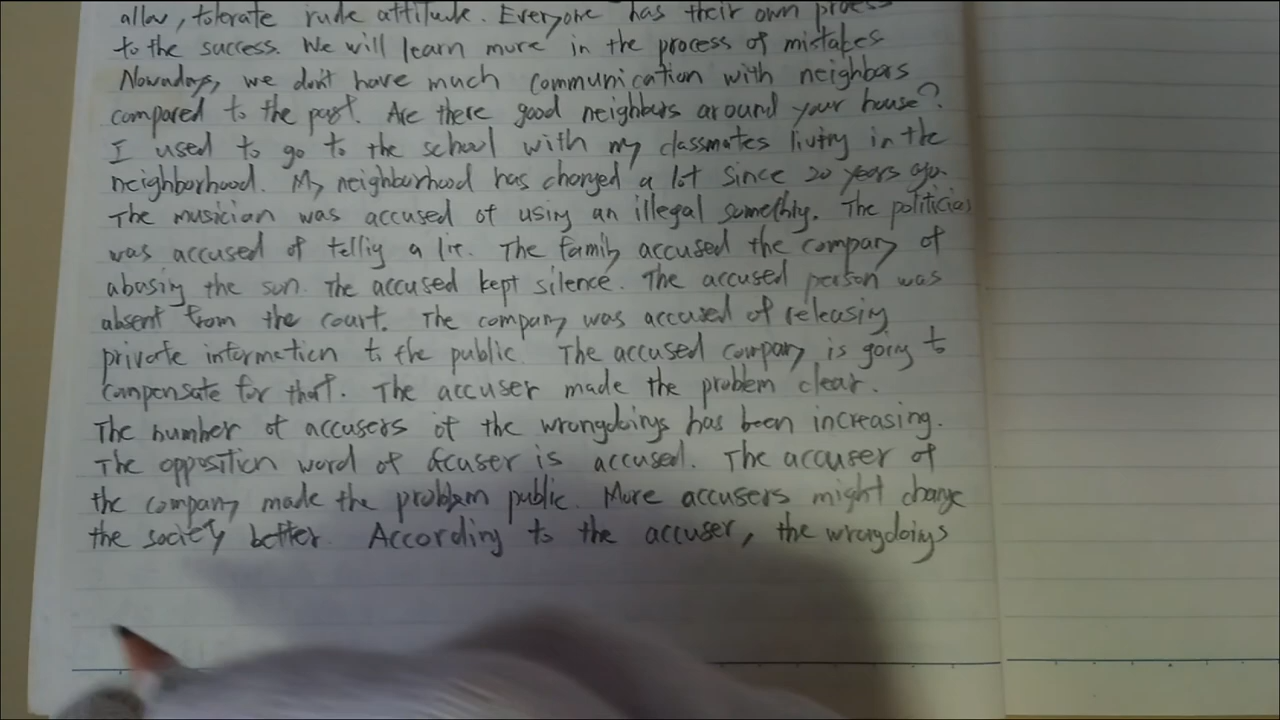 allow, tolerate rude attitude. Everyone has their own process
to the success. We will learn more in the process of mistakes
Nowadays, we don't have much communication with neighbors
compared to the past. Are there good neighbors around your house?
I used to go to the school with my classmates living in the
neighborhood. My neighborhood has changed a lot since 20 years ago.
The musician was accused of using an illegal something. The politician
was accused of telling a lie. The family accused the company of
abusing the son. The accused kept silence. The accused person was
absent from the court. The company was accused of releasing
private information to the public. The accused company is going to
compensate for that. The accuser made the problem clear.
The number of accusers of the wrongdoings has been increasing.
The opposition word of accuser is accused. The accuser of
the company made the problem public. More accusers might change
the society better. According to the accuser, the wrongdoings